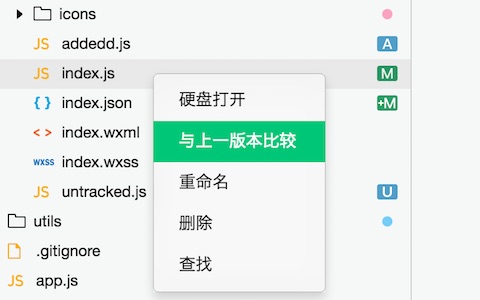 icons
JS addedd.js A
JS index.js M
硬盘打开
{ } index.json +M
与上一版本比较
< > index.wxml
WXSS index.wxss
重命名
JS untracked.js U
删除
utils
.gitignore
查找
JS app.js